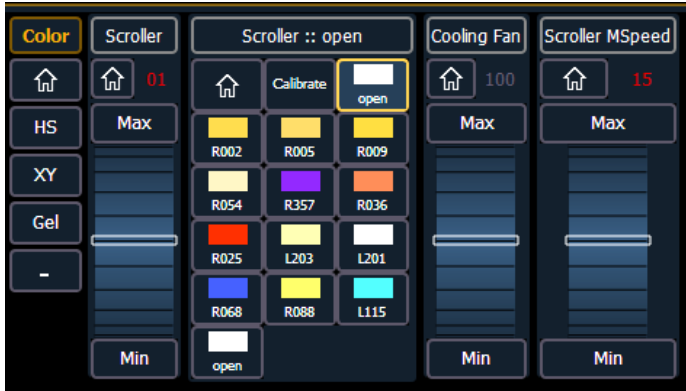 Color
Scroller
Scroller :: open
Cooling Fan
Scroller MSpeed
01
Calibrate
open
100
15
HS
Max
R002
R005
R009
Max
Max
XY
R054
R357
R036
Gel
R025
L203
L201
-
R068
R088
L115
Min
open
Min
Min